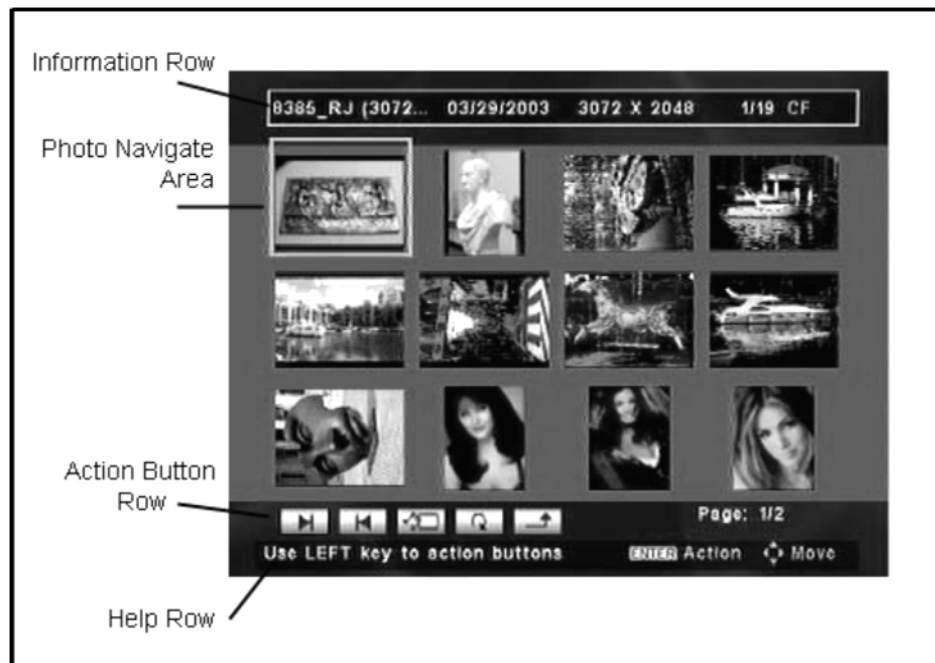 Information Row
8385_RJ (3072... 03/29/2003 3072 X 2048 1/19 CF
Photo Navigate
Area
Action Button
Row
Page: 1/2
Use LEFT key to action buttons ENTER Action Move
Help Row